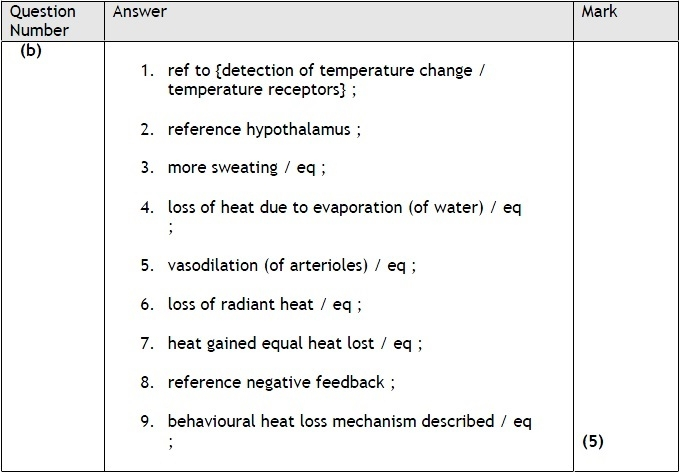 Question Number
Answer
Mark
(b)
1. ref to {detection of temperature change /
temperature receptors} ;
2. reference hypothalamus ;
3. more sweating / eq ;
4. loss of heat due to evaporation (of water) / eq
;
5. vasodilation (of arterioles) / eq ;
6. loss of radiant heat / eq ;
7. heat gained equal heat lost / eq ;
8. reference negative feedback ;
9. behavioural heat loss mechanism described / eq
;
(5)